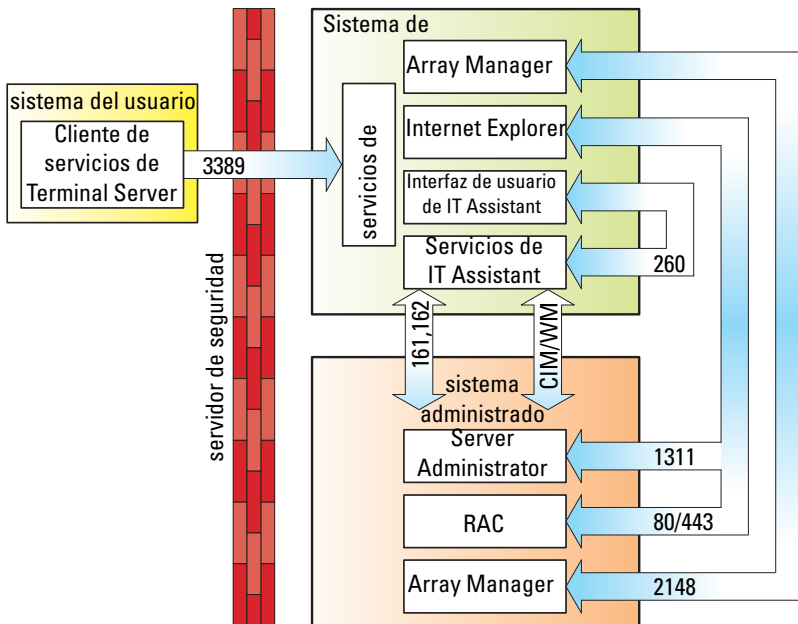 Sistema de
Array Manager
sistema del usuario
Cliente de
servicios de
Terminal Server
3389
servicios de
Internet Explorer
Interfaz de usuario
de IT Assistant
Servicios de
IT Assistant
260
servidor de seguridad
161,162
CIM/WM
sistema
administrado
Server
Administrator
1311
RAC
80/443
Array Manager
2148